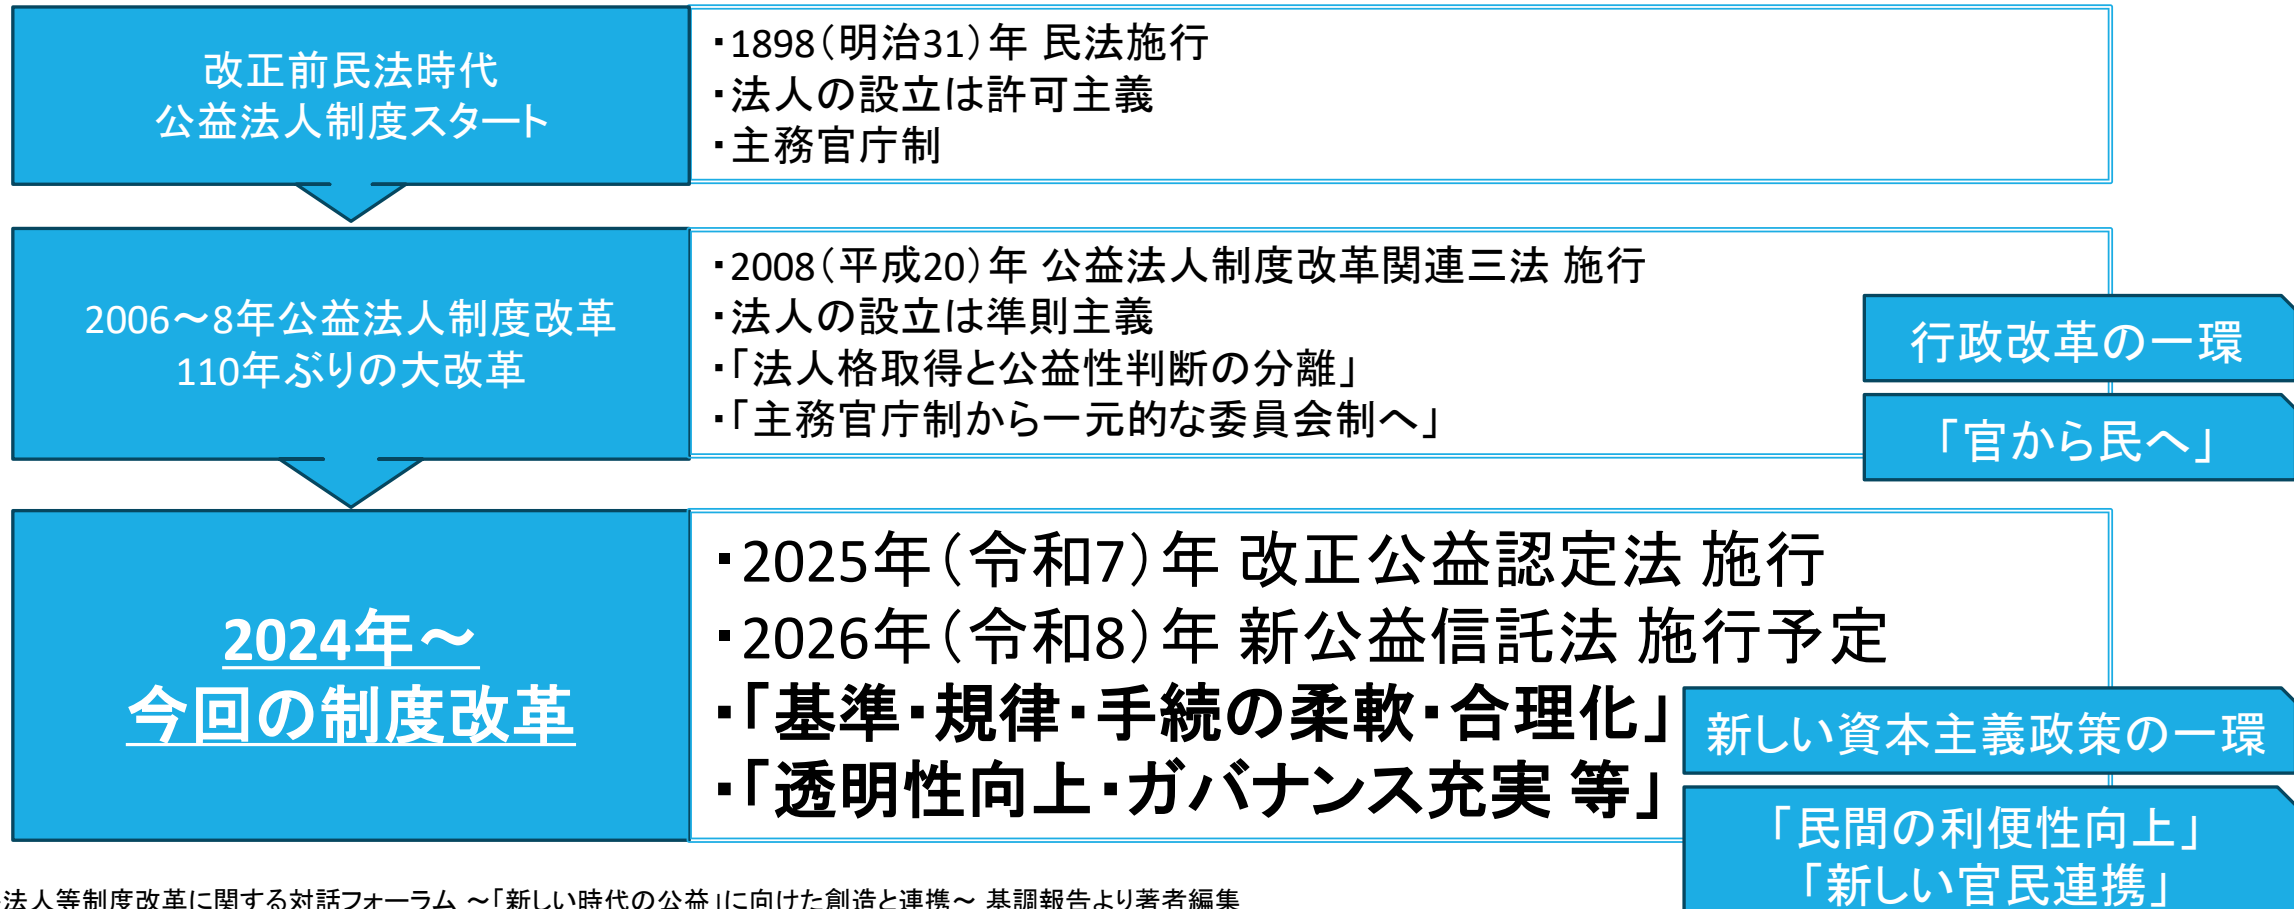 改正前民法時代
公益法人制度スタート
・1898（明治31）年 民法施行
・法人の設立は許可主義
・主務官庁制
2006～8年公益法人制度改革
110年ぶりの大改革
・2008（平成20）年 公益法人制度改革関連三法 施行
・法人の設立は準則主義
・「法人格取得と公益性判断の分離」
・「主務官庁制から一元的な委員会制へ」
行政改革の一環
「官から民へ」
2024年～
今回の制度改革
・2025年（令和7）年 改正公益認定法 施行
・2026年（令和8）年 新公益信託法 施行予定
・「基準・規律・手続の柔軟・合理化」
・「透明性向上・ガバナンス充実 等」
新しい資本主義政策の一環
「民間の利便性向上」
「新しい官民連携」
法人等制度改革に関する対話フォーラム ～「新しい時代の公益」に向けた創造と連携～ 基調報告より著者編集